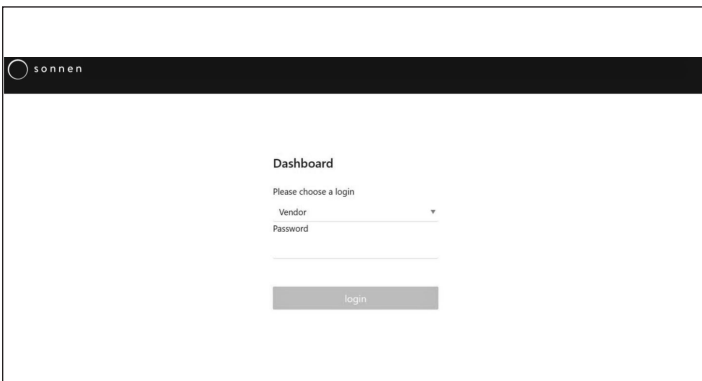 sonnen
Dashboard
Please choose a login
Vendor
Password
login